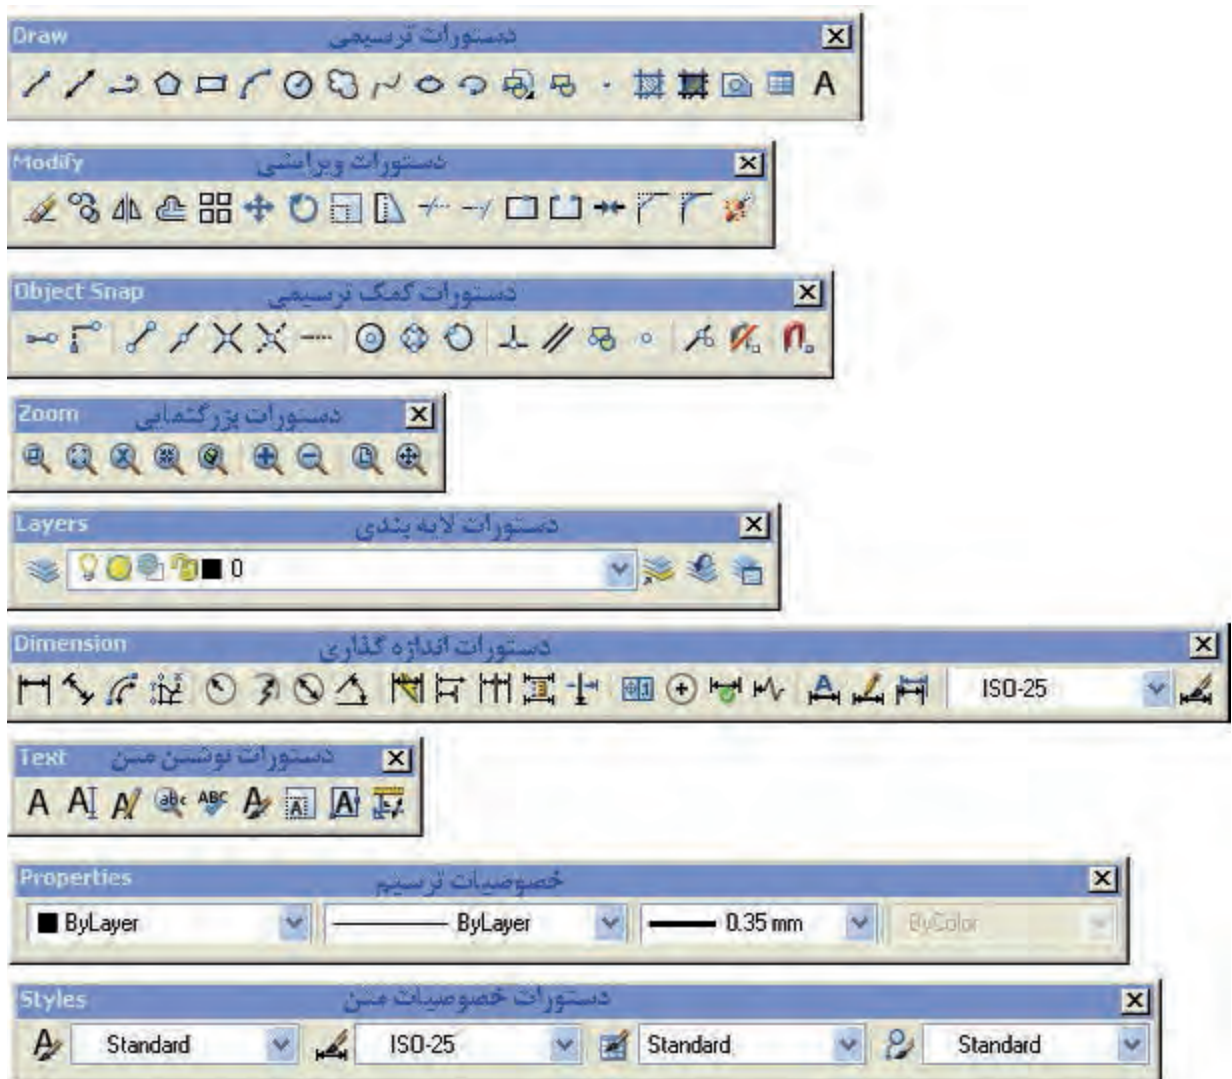 Draw دستورات ترسیمی
A
Modify دستورات ویرایشی
Object Snap دستورات کمک ترسیمی
Zoom دستورات بزرگنمایی
Layers دستورات لایه بندی
0
Dimension دستورات اندازه گذاری
ISO-25
Text دستورات نوشتن متن
A A A abc ABC A A A
Properties خصوصیات ترسیم
ByLayer ByLayer 0.35 mm ByColor
Styles دستورات خصوصیات متن
Standard ISO-25 Standard Standard